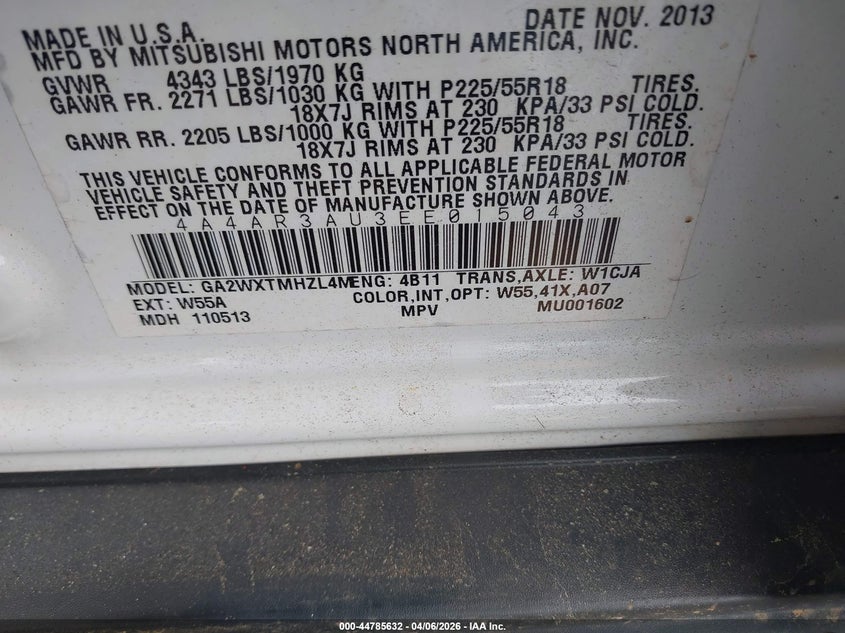 MADE IN U.S.A. DATE NOV. 2013
MFD BY MITSUBISHI MOTORS NORTH AMERICA, INC.
GVWR 4343 LBS/1970 KG
GAWR FR. 2271 LBS/1030 KG WITH P225/55R18 TIRES.
18X7J RIMS AT 230 KPA/33 PSI COLD.
GAWR RR. 2205 LBS/1000 KG WITH P225/55R18 TIRES.
18X7J RIMS AT 230 KPA/33 PSI COLD.
THIS VEHICLE CONFORMS TO ALL APPLICABLE FEDERAL MOTOR
VEHICLE SAFETY AND THEFT PREVENTION STANDARDS IN
EFFECT ON THE DATE OF MANUFACTURE SHOWN ABOVE.
4A4AR3AU3EE015043
MODEL: GA2WXTMHZL4MENG: 4B11 TRANS,AXLE: W1CJA
EXT: W55A COLOR,INT,OPT: W55,41X,A07
MDH 110513 MPV MU001602
000-44785632 - 04/06/2026 - IAA Inc.